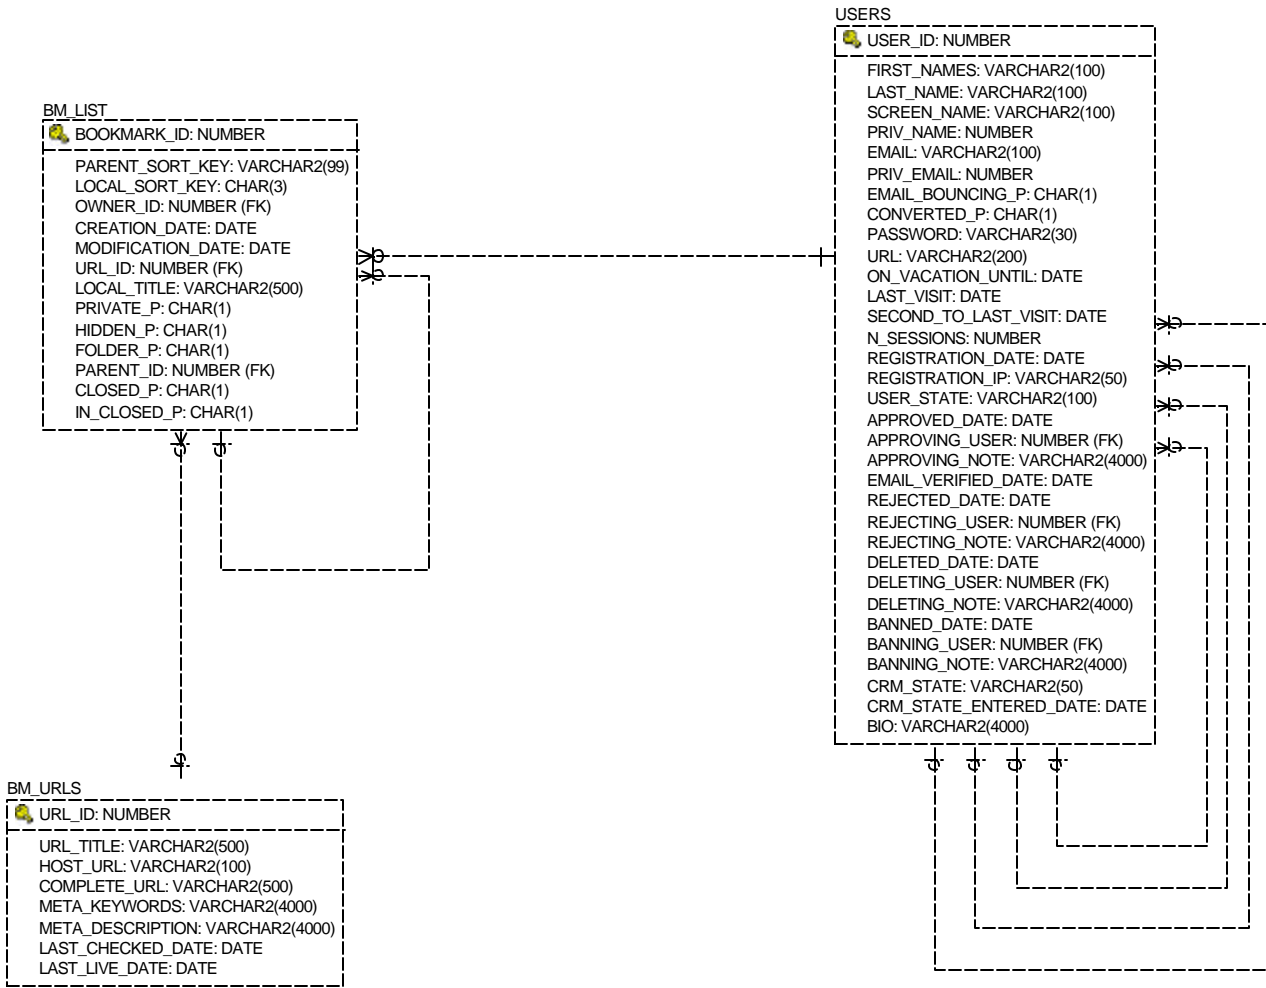 BM_LIST
BOOKMARK_ID: NUMBER
PARENT_SORT_KEY: VARCHAR2(99)
LOCAL_SORT_KEY: CHAR(3)
OWNER_ID: NUMBER (FK)
CREATION_DATE: DATE
MODIFICATION_DATE: DATE
URL_ID: NUMBER (FK)
LOCAL_TITLE: VARCHAR2(500)
PRIVATE_P: CHAR(1)
HIDDEN_P: CHAR(1)
FOLDER_P: CHAR(1)
PARENT_ID: NUMBER (FK)
CLOSED_P: CHAR(1)
IN_CLOSED_P: CHAR(1)
BM_URLS
URL_ID: NUMBER
URL_TITLE: VARCHAR2(500)
HOST_URL: VARCHAR2(100)
COMPLETE_URL: VARCHAR2(500)
META_KEYWORDS: VARCHAR2(4000)
META_DESCRIPTION: VARCHAR2(4000)
LAST_CHECKED_DATE: DATE
LAST_LIVE_DATE: DATE
USERS
USER_ID: NUMBER
FIRST_NAMES: VARCHAR2(100)
LAST_NAME: VARCHAR2(100)
SCREEN_NAME: VARCHAR2(100)
PRIV_NAME: NUMBER
EMAIL: VARCHAR2(100)
PRIV_EMAIL: NUMBER
EMAIL_BOUNCING_P: CHAR(1)
CONVERTED_P: CHAR(1)
PASSWORD: VARCHAR2(30)
URL: VARCHAR2(200)
ON_VACATION_UNTIL: DATE
LAST_VISIT: DATE
SECOND_TO_LAST_VISIT: DATE
N_SESSIONS: NUMBER
REGISTRATION_DATE: DATE
REGISTRATION_IP: VARCHAR2(50)
USER_STATE: VARCHAR2(100)
APPROVED_DATE: DATE
APPROVING_USER: NUMBER (FK)
APPROVING_NOTE: VARCHAR2(4000)
EMAIL_VERIFIED_DATE: DATE
REJECTED_DATE: DATE
REJECTING_USER: NUMBER (FK)
REJECTING_NOTE: VARCHAR2(4000)
DELETED_DATE: DATE
DELETING_USER: NUMBER (FK)
DELETING_NOTE: VARCHAR2(4000)
BANNED_DATE: DATE
BANNING_USER: NUMBER (FK)
BANNING_NOTE: VARCHAR2(4000)
CRM_STATE: VARCHAR2(50)
CRM_STATE_ENTERED_DATE: DATE
BIO: VARCHAR2(4000)